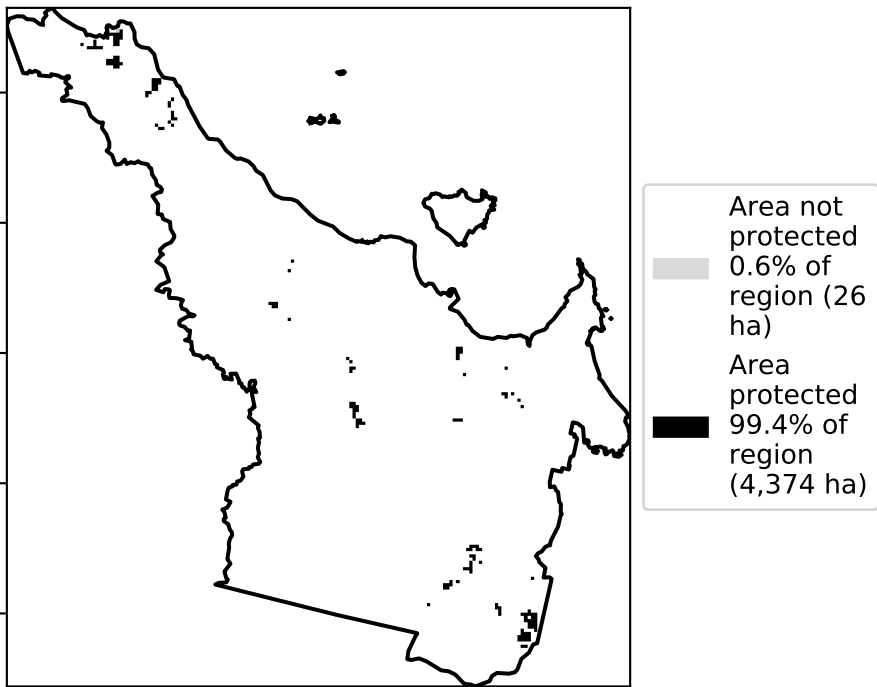 Area not
protected
0.6% of
region (26
ha)
Area
protected
99.4% of
region
(4,374 ha)